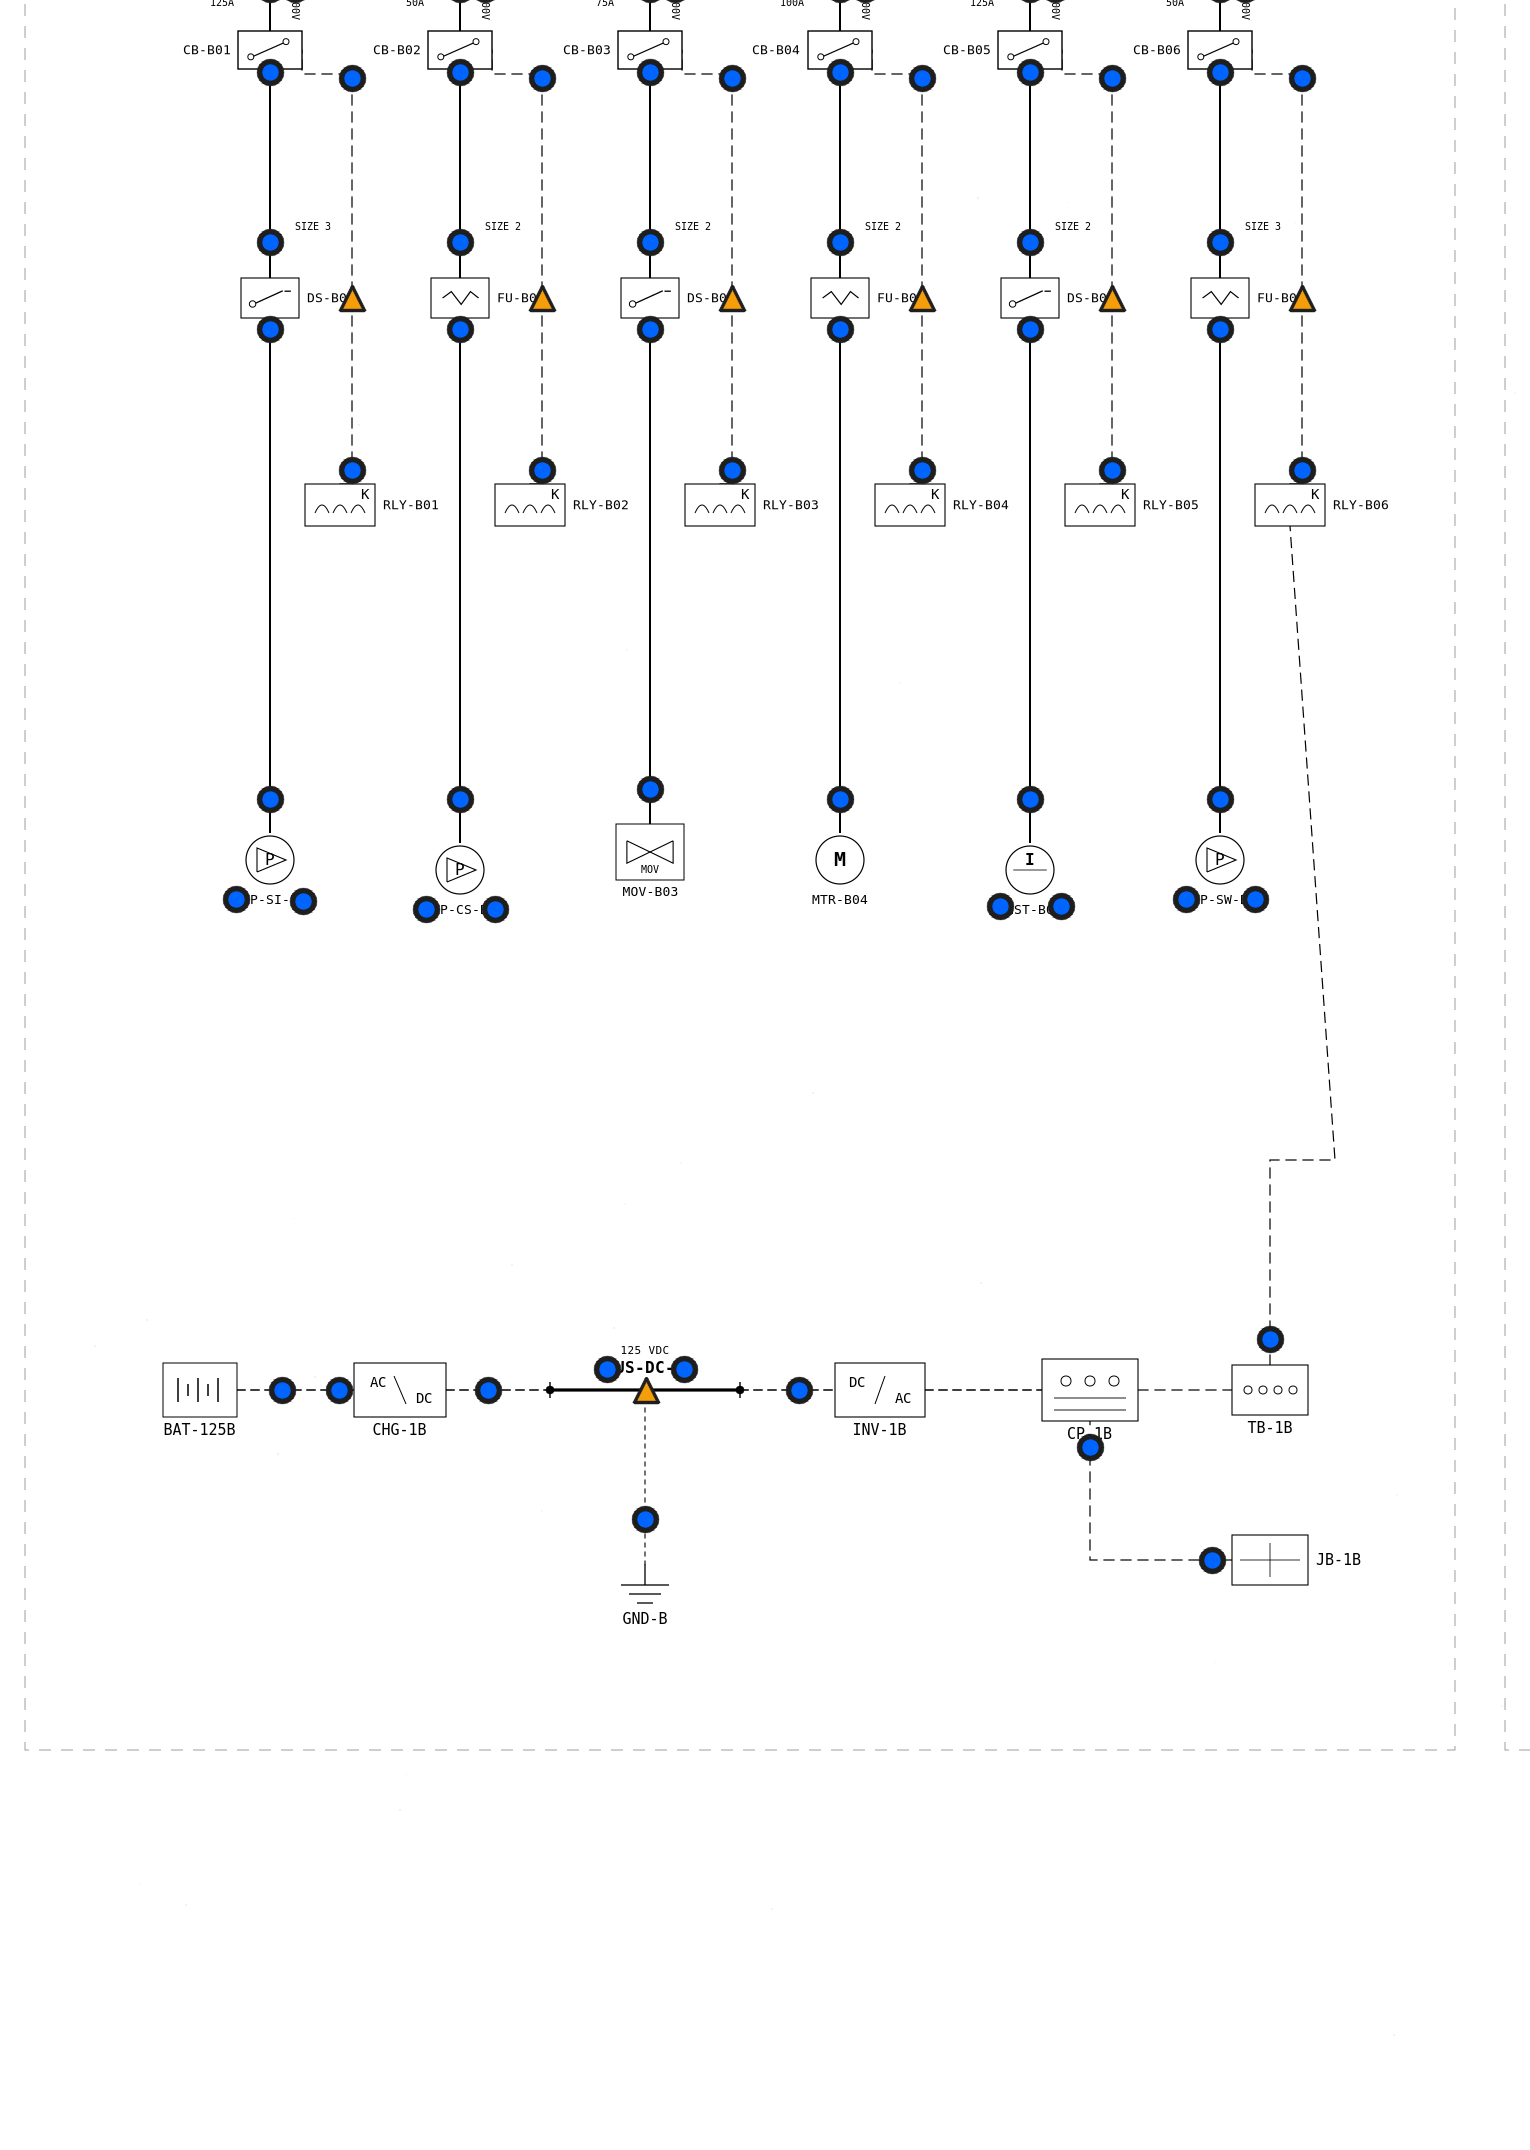 125A 50A 75A 100A 125A 50A
CB-B01 CB-B02 CB-B03 CB-B04 CB-B05 CB-B06
SIZE 3 SIZE 2 SIZE 2 SIZE 2 SIZE 2 SIZE 3
K K K K K K
RLY-B01 RLY-B02 RLY-B03 RLY-B04 RLY-B05 RLY-B06
P P MOV M I P
MOV-B03 MTR-B04
125 VDC
AC DC DC AC
BAT-125B CHG-1B INV-1B TB-1B
JB-1B
GND-B